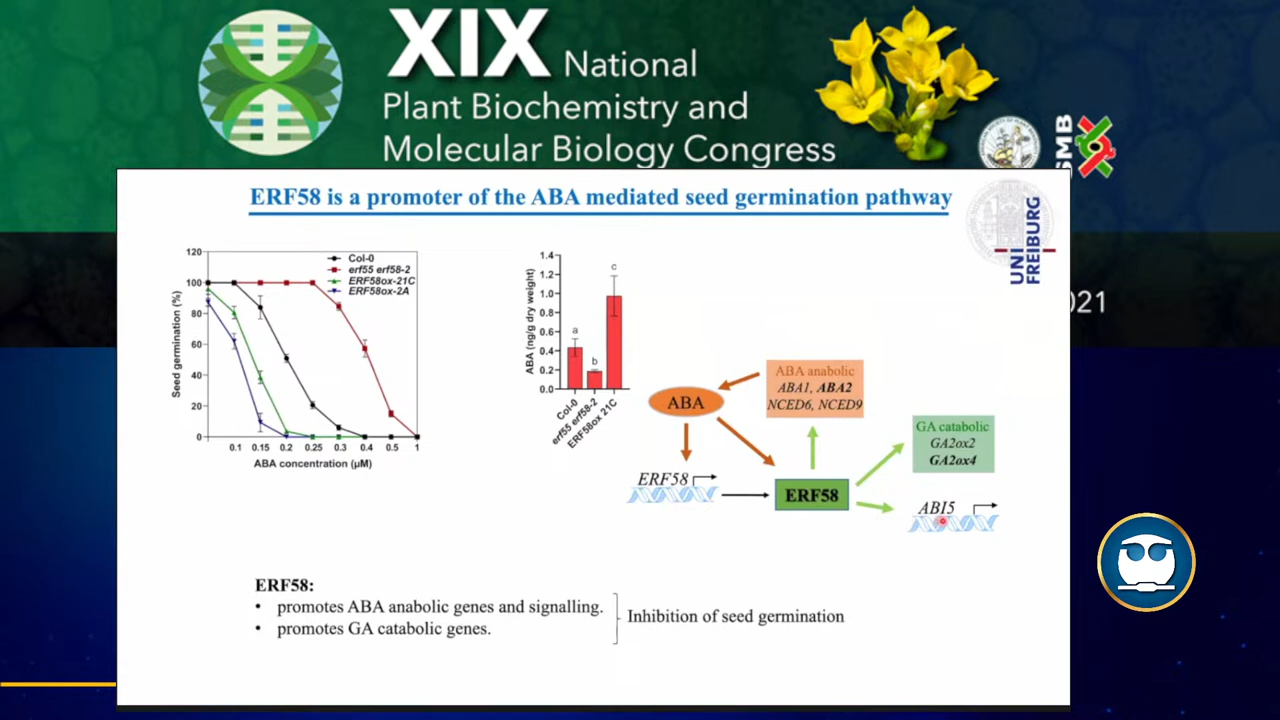 XIX National
Plant Biochemistry and
Molecular Biology Congress
SMB
021
ERF58 is a promoter of the ABA mediated seed germination pathway
UNI
FREIBURG
120
100
80
60
40
20
0
Seed germination (%)
Col-0
erf55 erf58-2
ERF58ox-21C
ERF58ox-2A
0.1 0.15 0.2 0.25 0.3 0.4 0.5 1
ABA concentration (µM)
1.4
1.2
1.0
0.8
0.6
0.4
0.2
0.0
ABA (ng/g dry weight)
a
b
c
Col-0
erf55 erf58-2
ERF58ox 21C
ABA anabolic
ABA1, ABA2
NCED6, NCED9
ABA
GA catabolic
GA2ox2
GA2ox4
ERF58
ERF58
ABI5
ERF58:
• promotes ABA anabolic genes and signalling.
• promotes GA catabolic genes.
Inhibition of seed germination